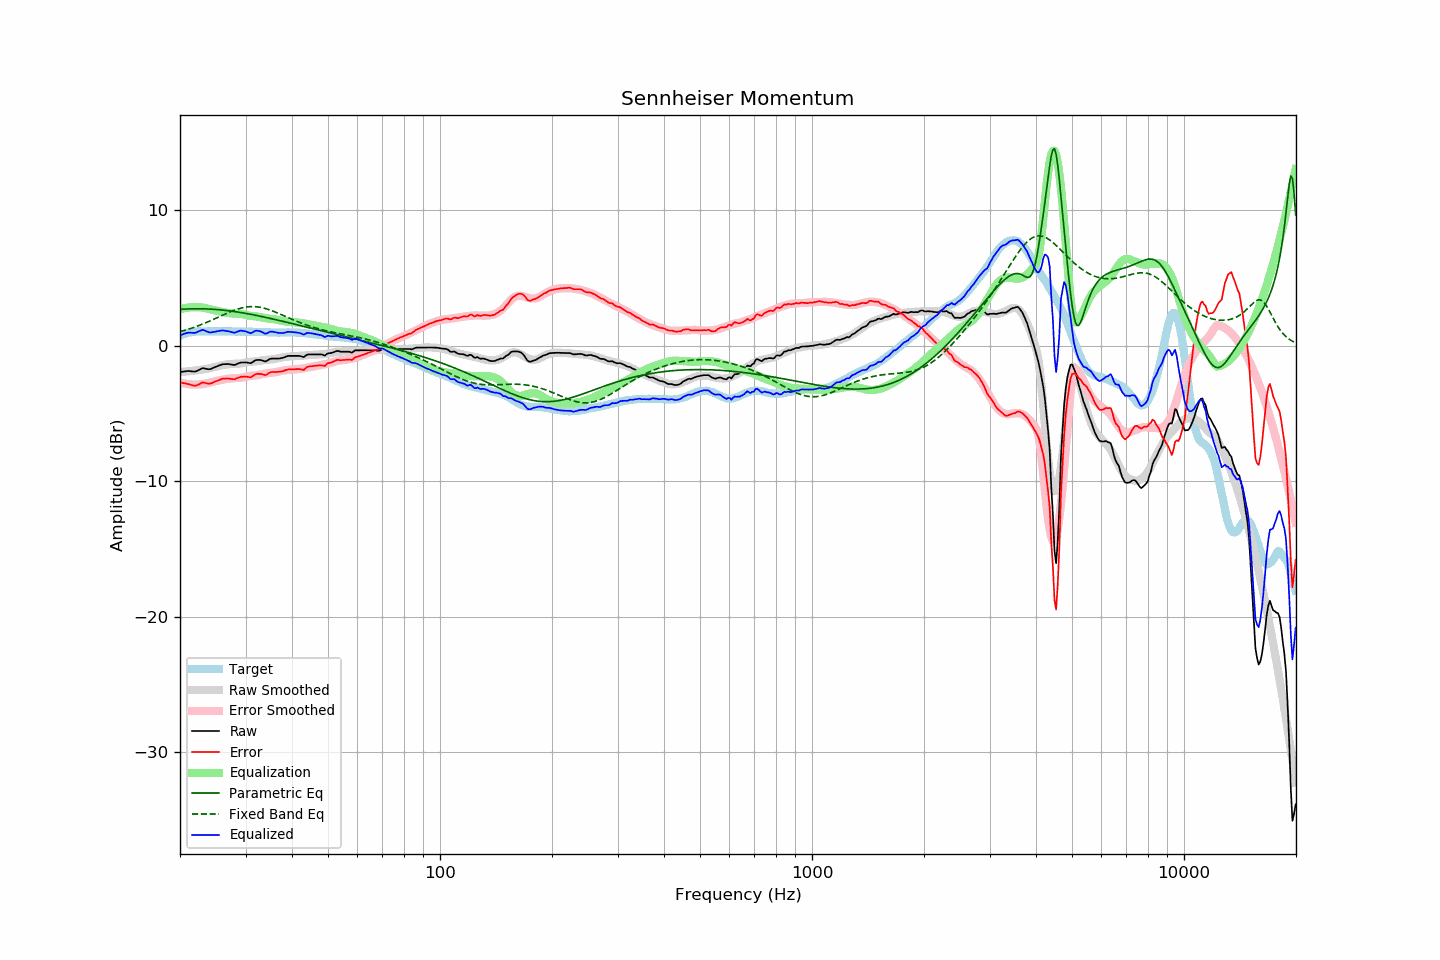 Sennheiser Momentum
Amplitude (dBr)
10
0
−10
−20
−30
Target
Raw Smoothed
Error Smoothed
Raw
Error
Equalization
Parametric Eq
Fixed Band Eq
Equalized
100 1000 10000
Frequency (Hz)